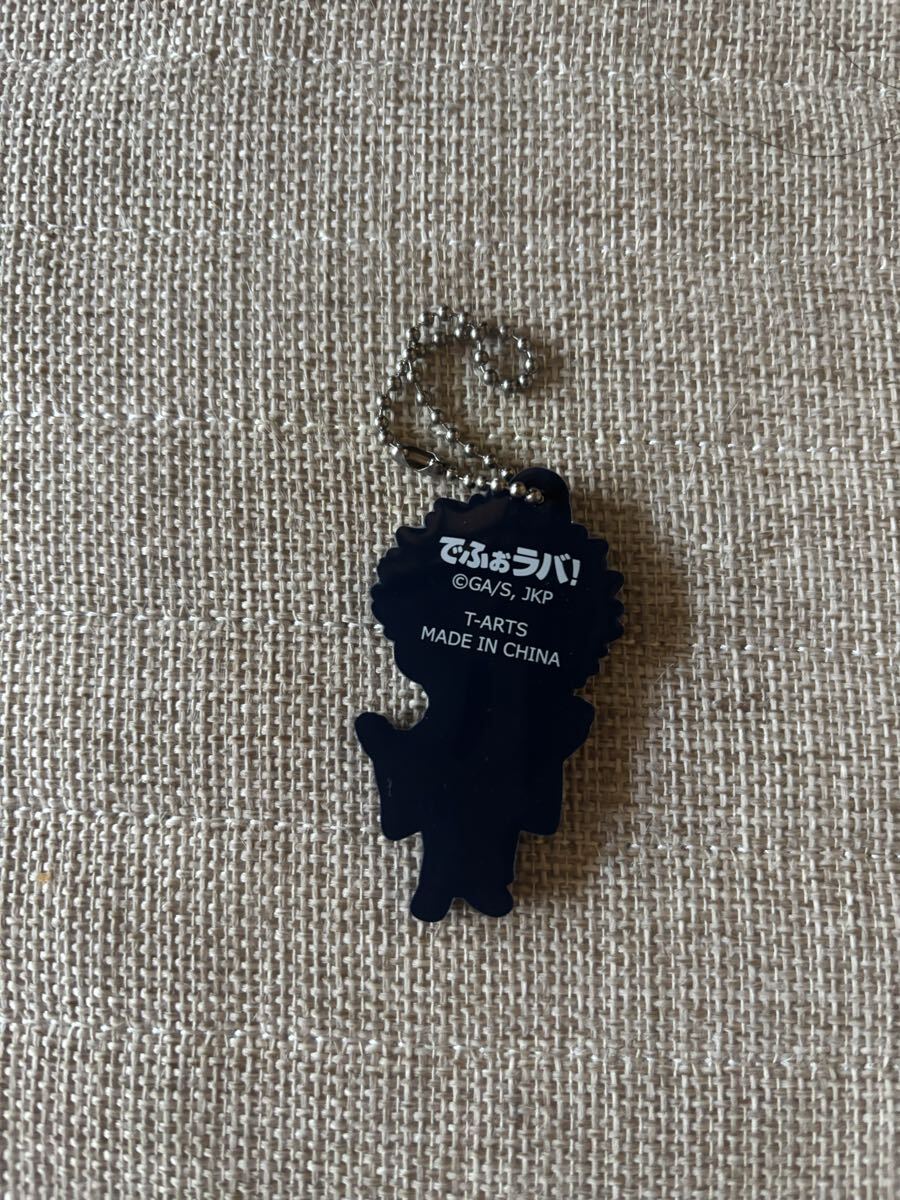 でふぉラバ!
©GA/S, JKP
T-ARTS
MADE IN CHINA